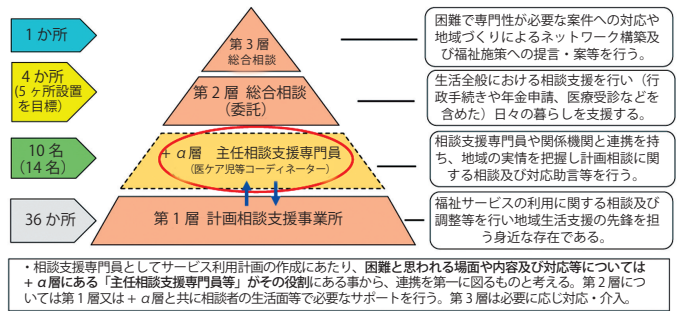 1か所
第3層
総合相談
困難で専門性が必要な案件への対応や
地域づくりによるネットワーク構築及
び福祉施策への提言・案等を行う。
4か所
(5ヶ所設置
を目標)
第2層 総合相談
(委託)
生活全般における相談支援を行い(行
政手続きや年金申請、医療受診などを
含めた)日々の暮らしを支援する。
10名
(14名)
+α層 主任相談支援専門員
(医ケア児等コーディネーター)
相談支援専門員や関係機関と連携を持
ち、地域の実情を把握し計画相談に関
する相談及び対応助言等を行う。
36か所
第1層 計画相談支援事業所
福祉サービスの利用に関する相談及び
調整等を行い地域生活支援の先鋒を担
う身近な存在である。
・相談支援専門員としてサービス利用計画の作成にあたり、困難と思われる場面や内容及び対応等については
+α層にある「主任相談支援専門員等」がその役割にある事から、連携を第一に図るものと考える。第2層につ
いては第1層又は+α層と共に相談者の生活面等で必要なサポートを行う。第3層は必要に応じ対応・介入。